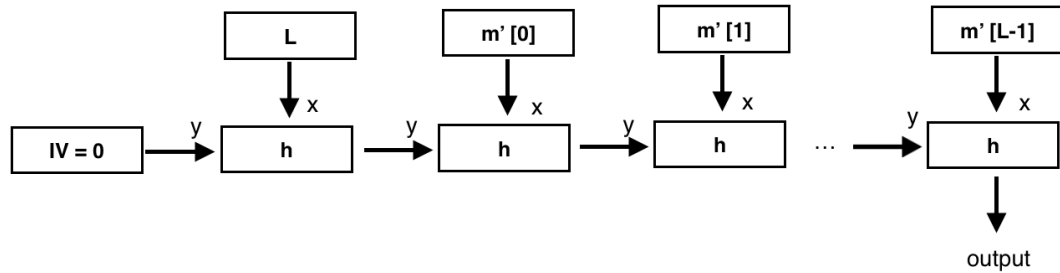 L
m' [0]
m' [1]
m' [L-1]
x
x
x
x
y
y
y
y
IV = 0
h
h
h
...
h
output